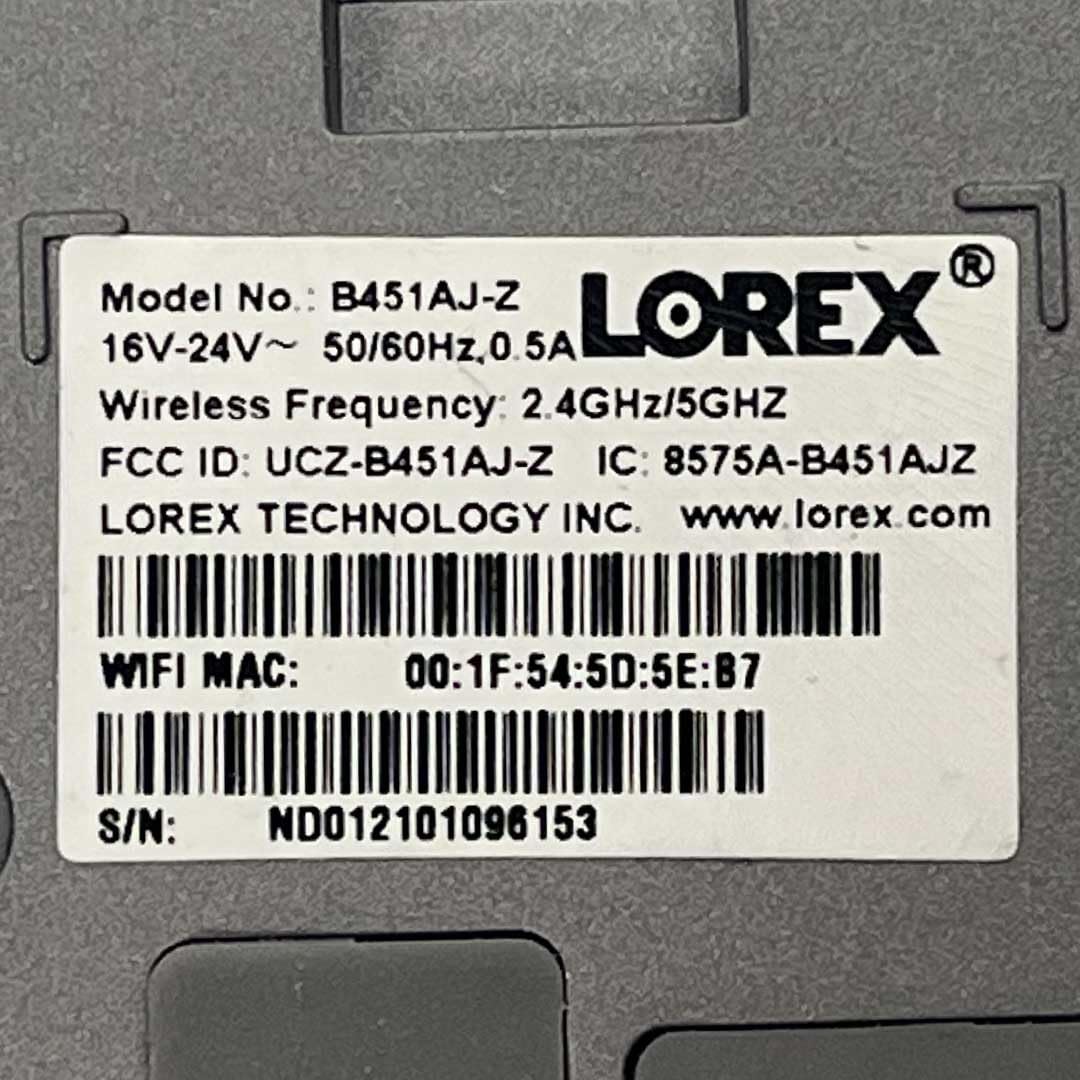 Model No.: B451AJ-Z LOREX®
16V-24V~ 50/60Hz,0.5A
Wireless Frequency: 2.4GHz/5GHZ
FCC ID: UCZ-B451AJ-Z IC: 8575A-B451AJZ
LOREX TECHNOLOGY INC. www.lorex.com
WIFI MAC: 00:1F:54:5D:5E:B7
S/N: ND012101096153